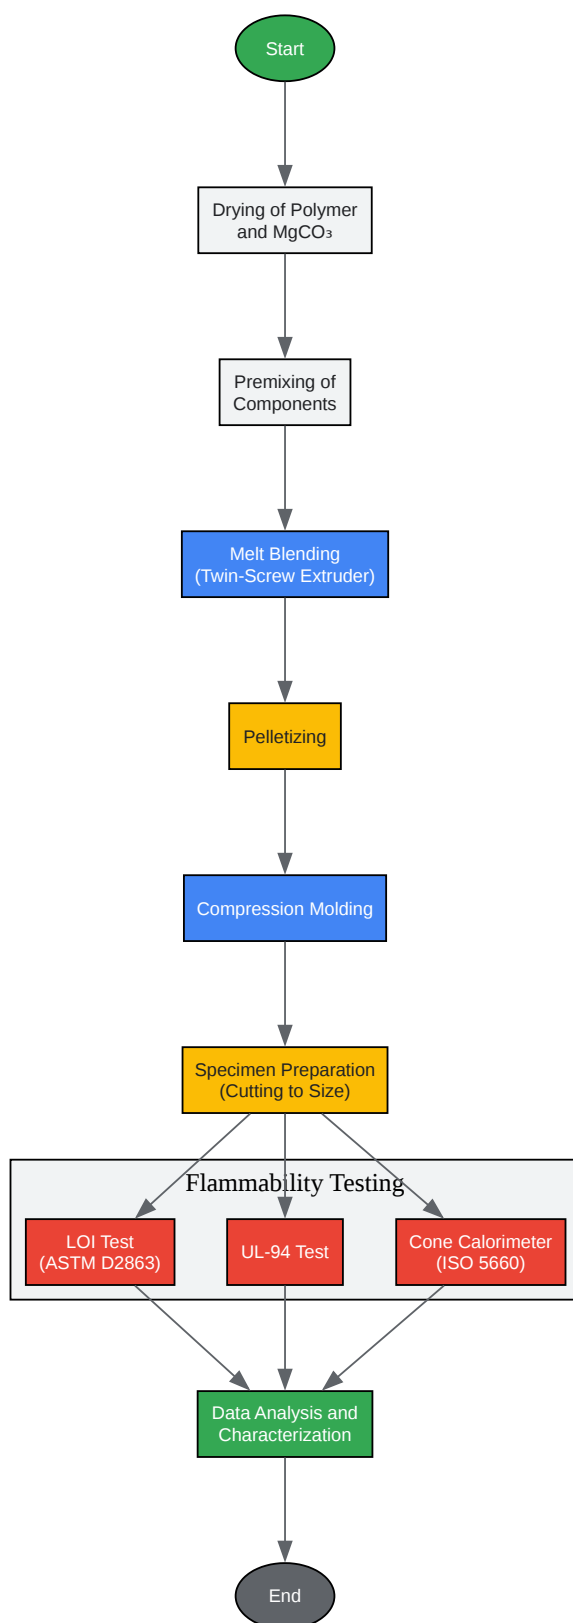 Start
Drying of Polymer
and MgCO₃
Premixing of
Components
Melt Blending
(Twin-Screw Extruder)
Pelletizing
Compression Molding
Specimen Preparation
(Cutting to Size)
Flammability Testing
LOI Test
(ASTM D2863)
UL-94 Test
Cone Calorimeter
(ISO 5660)
Data Analysis and
Characterization
End